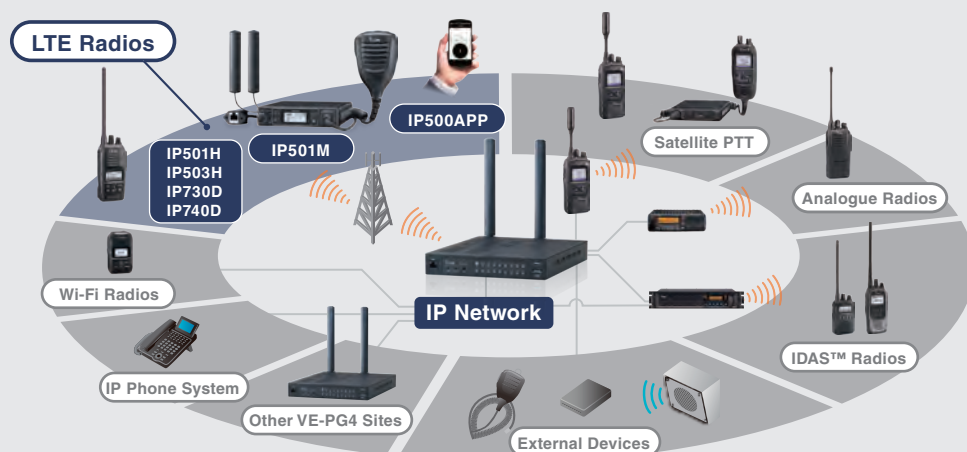 LTE Radios
IP501H
IP503H
IP730D
IP740D
IP501M
IP500APP
Satellite PTT
Analogue Radios
Wi-Fi Radios
IP Network
IDAS™ Radios
IP Phone System
Other VE-PG4 Sites
External Devices